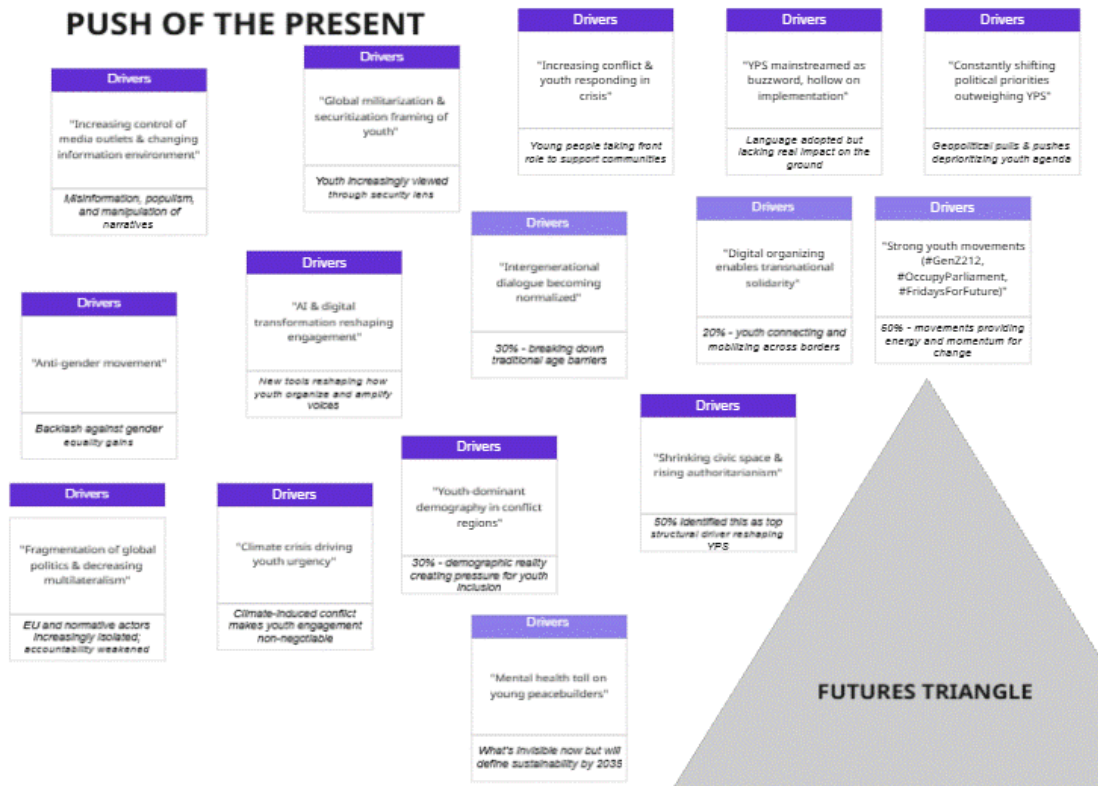 PUSH OF THE PRESENT
Drivers
"Increasing control of
media outlets & changing
information environment"
Misinformation, populism,
and manipulation of
narratives
Drivers
"Global militarization &
securitization framing of
youth"
Youth increasingly viewed
through security lens
Drivers
"Increasing conflict &
youth responding in
crisis"
Young people taking front
role to support communities
Drivers
"YPS mainstreamed as
buzzword, hollow on
implementation"
Language adopted but
lacking real impact on the
ground
Drivers
"Constantly shifting
political priorities
outweighing YPS"
Geopolitical pulls & pushes
deprioritizing youth agenda
Drivers
"Anti-gender movement"
Backlash against gender
equality gains
Drivers
"AI & digital
transformation reshaping
engagement"
New tools reshaping how
youth organize and amplify
voices
Drivers
"Intergenerational
dialogue becoming
normalized"
30% - breaking down
traditional age barriers
Drivers
"Digital organizing
enables transnational
solidarity"
20% - youth connecting and
mobilizing across borders
Drivers
"Strong youth movements
(#GenZ212,
#OccupyParliament,
#FridaysForFuture)"
60% - movements providing
energy and momentum for
change
Drivers
"Fragmentation of global
politics & decreasing
multilateralism"
EU and normative actors
increasingly isolated;
accountability weakened
Drivers
"Climate crisis driving
youth urgency"
Climate-induced conflict
makes youth engagement
non-negotiable
Drivers
"Youth-dominant
demography in conflict
regions"
30% - demographic reality
creating pressure for youth
inclusion
Drivers
"Shrinking civic space &
rising authoritarianism"
50% identified this as top
structural driver reshaping
YPS
Drivers
"Mental health toll on
young peacebuilders"
What's invisible now but will
define sustainability by 2035
FUTURES TRIANGLE